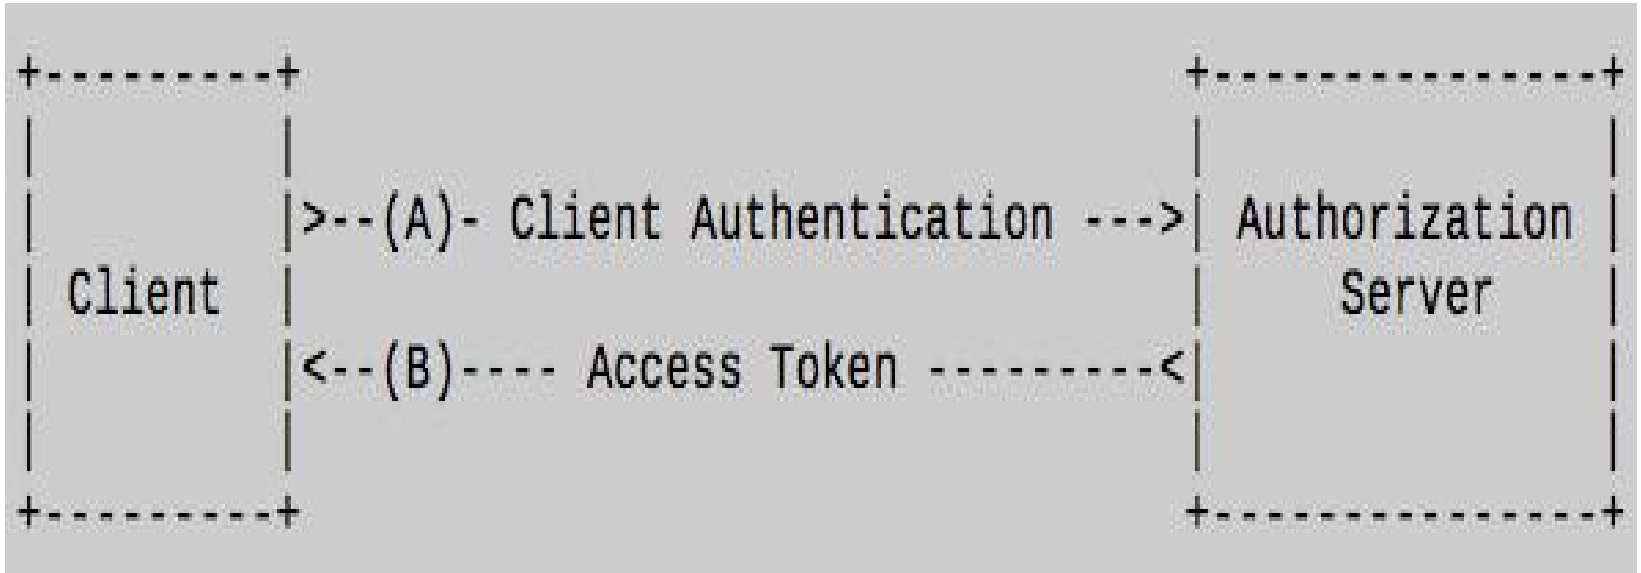 +---------+                                  +---------------+
|         |                                  |               |
|         |>--(A)- Client Authentication --->| Authorization |
| Client  |                                  |     Server    |
|         |<--(B)---- Access Token ---------<|               |
|         |                                  |               |
+---------+                                  +---------------+